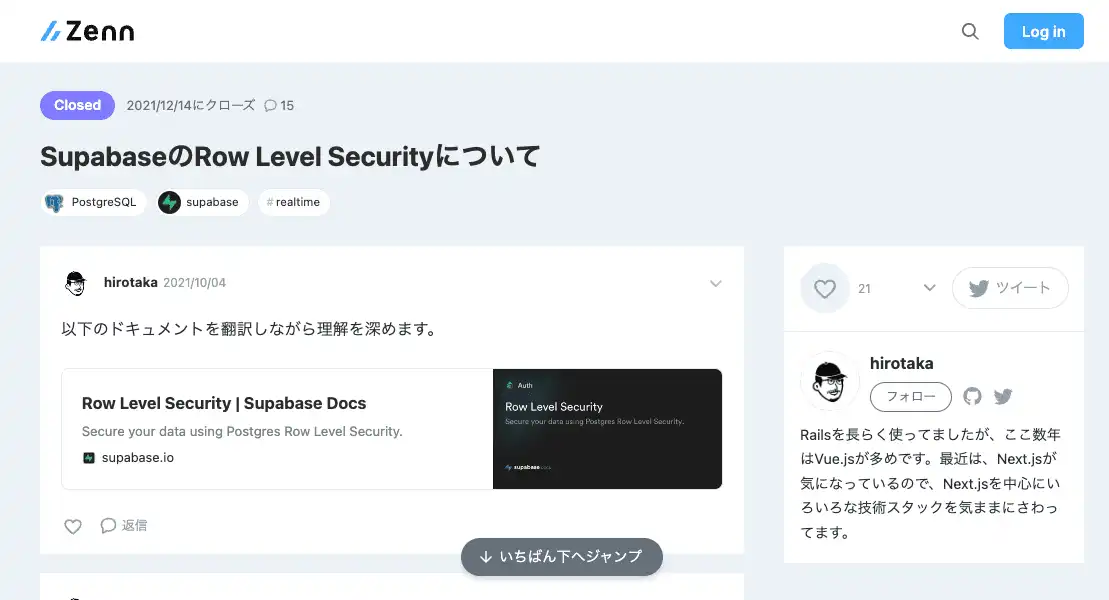 Zenn
Log in
Closed 2021/12/14にクローズ 15
SupabaseのRow Level Securityについて
PostgreSQL supabase # realtime
hirotaka 2021/10/04
以下のドキュメントを翻訳しながら理解を深めます。
Row Level Security | Supabase Docs
Secure your data using Postgres Row Level Security.
supabase.io
Auth
Row Level Security
Secure your data using Postgres Row Level Security.
supabase DOCS
返信
いちばん下へジャンプ
21
ツイート
hirotaka
フォロー
Railsを長らく使ってましたが、ここ数年
はVue.jsが多めです。最近は、Next.jsが
気になっているので、Next.jsを中心にい
ろいろな技術スタックを気ままにさわっ
てます。